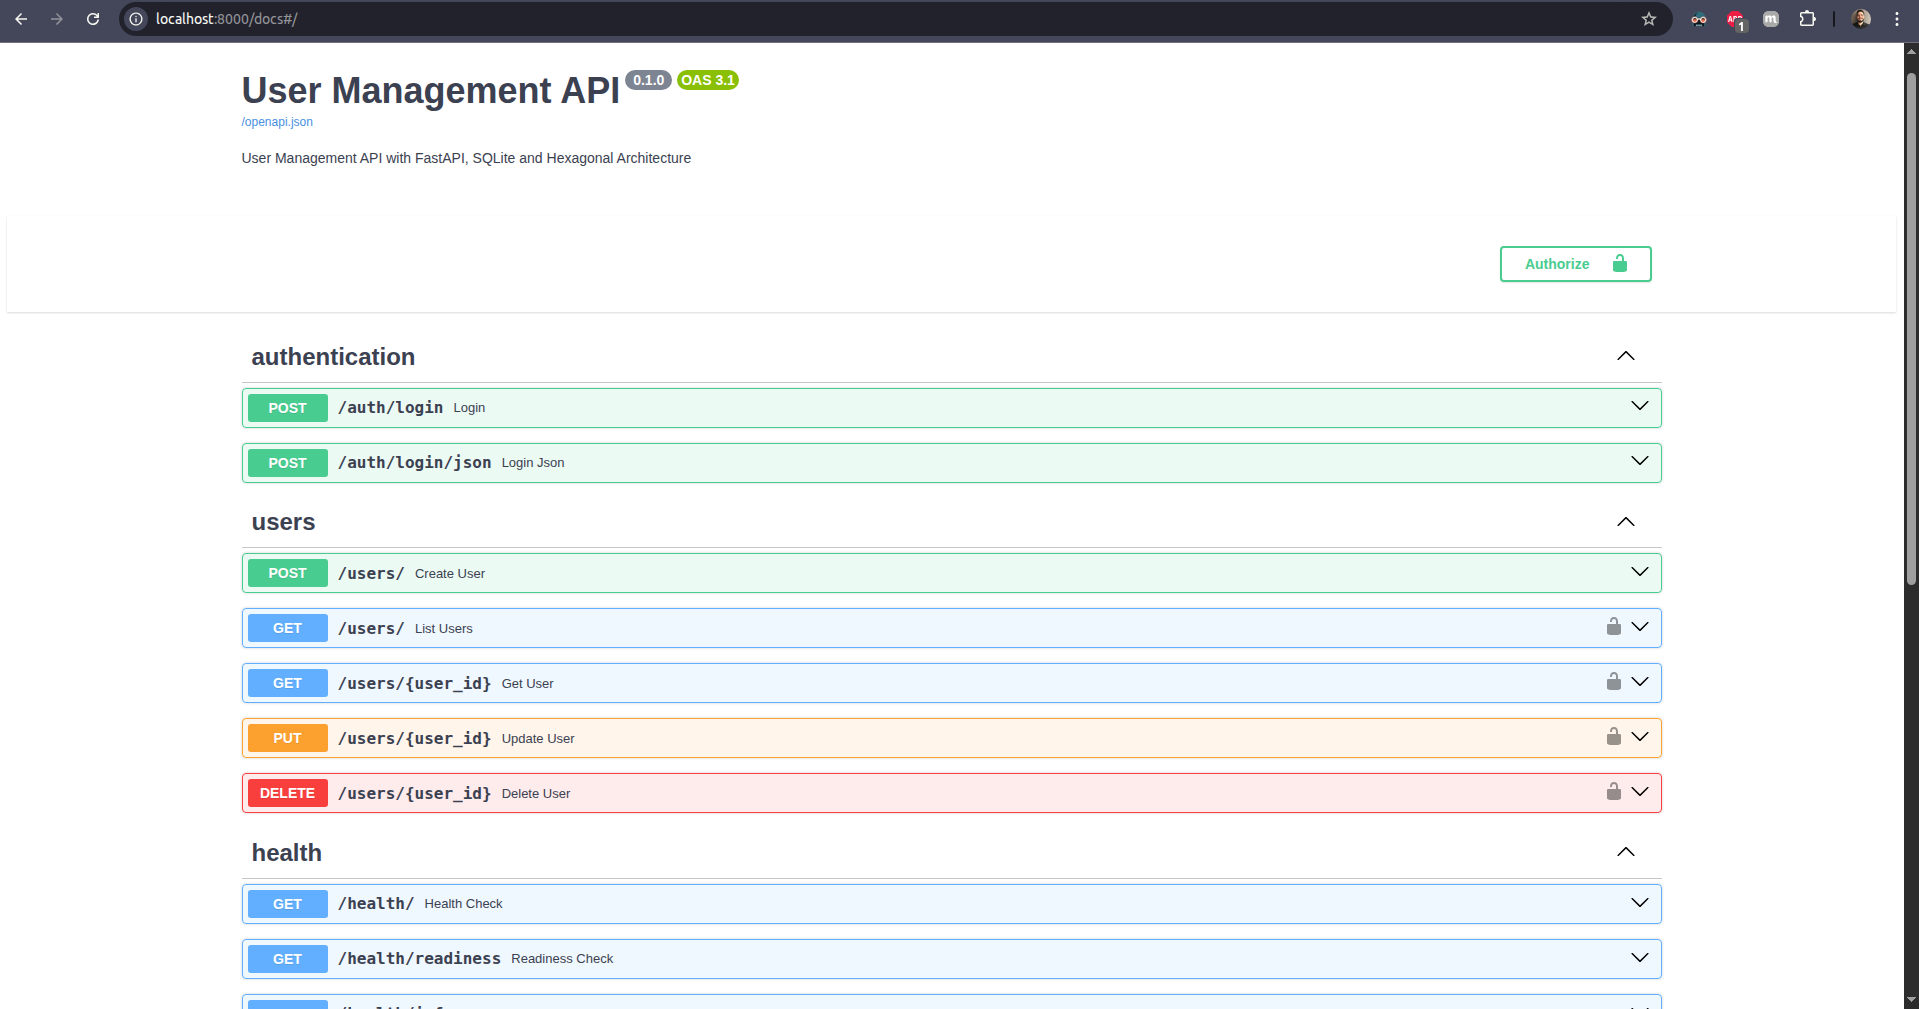 localhost:8000/docs#/
ABP
1
m
User Management API 0.1.0 OAS 3.1
/openapi.json
User Management API with FastAPI, SQLite and Hexagonal Architecture
Authorize
authentication
POST /auth/login Login
POST /auth/login/json Login Json
users
POST /users/ Create User
GET /users/ List Users
GET /users/{user_id} Get User
PUT /users/{user_id} Update User
DELETE /users/{user_id} Delete User
health
GET /health/ Health Check
GET /health/readiness Readiness Check